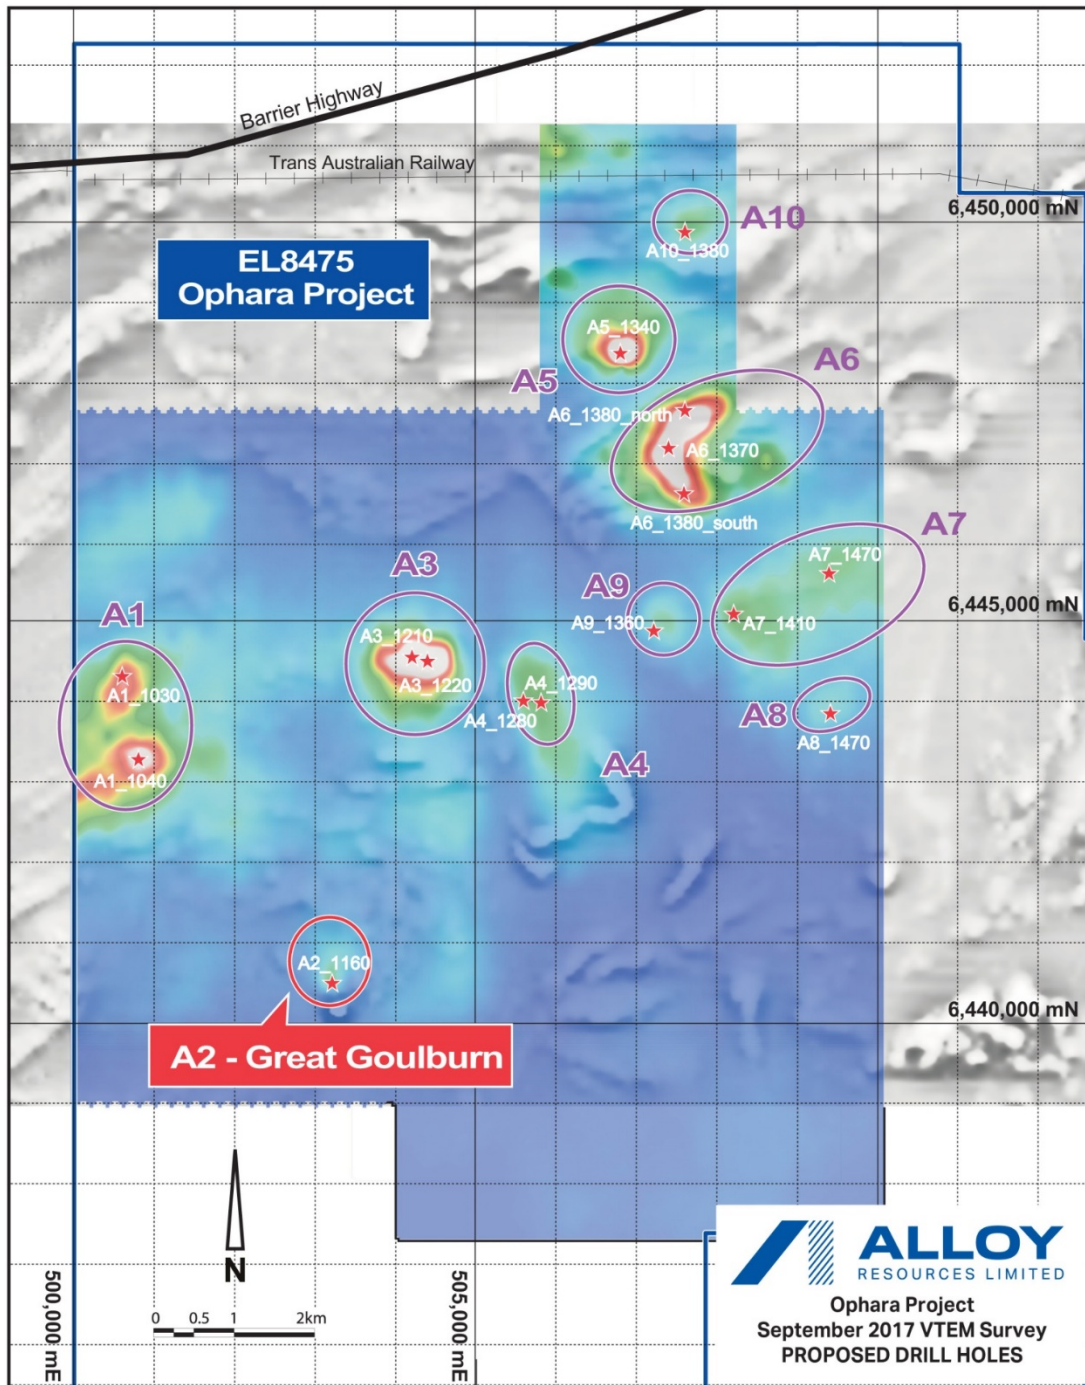 Barrier Highway
Trans Australian Railway
6,450,000 mN
A10
A10_1380
EL8475
Ophara Project
A5_1340
A5
A6
A6_1380_north
A6_1370
A6_1380_south
A7
A7_1470
A7_1410
A3
A3_1210
A3_1220
A9
A9_1360
6,445,000 mN
A1
A1_1030
A1_1040
A4_1290
A4_1280
A4
A8
A8_1470
A2_1160
A2 - Great Goulburn
6,440,000 mN
N
0 0.5 1 2km
500,000 mE
505,000 mE
ALLOY
RESOURCES LIMITED
Ophara Project
September 2017 VTEM Survey
PROPOSED DRILL HOLES